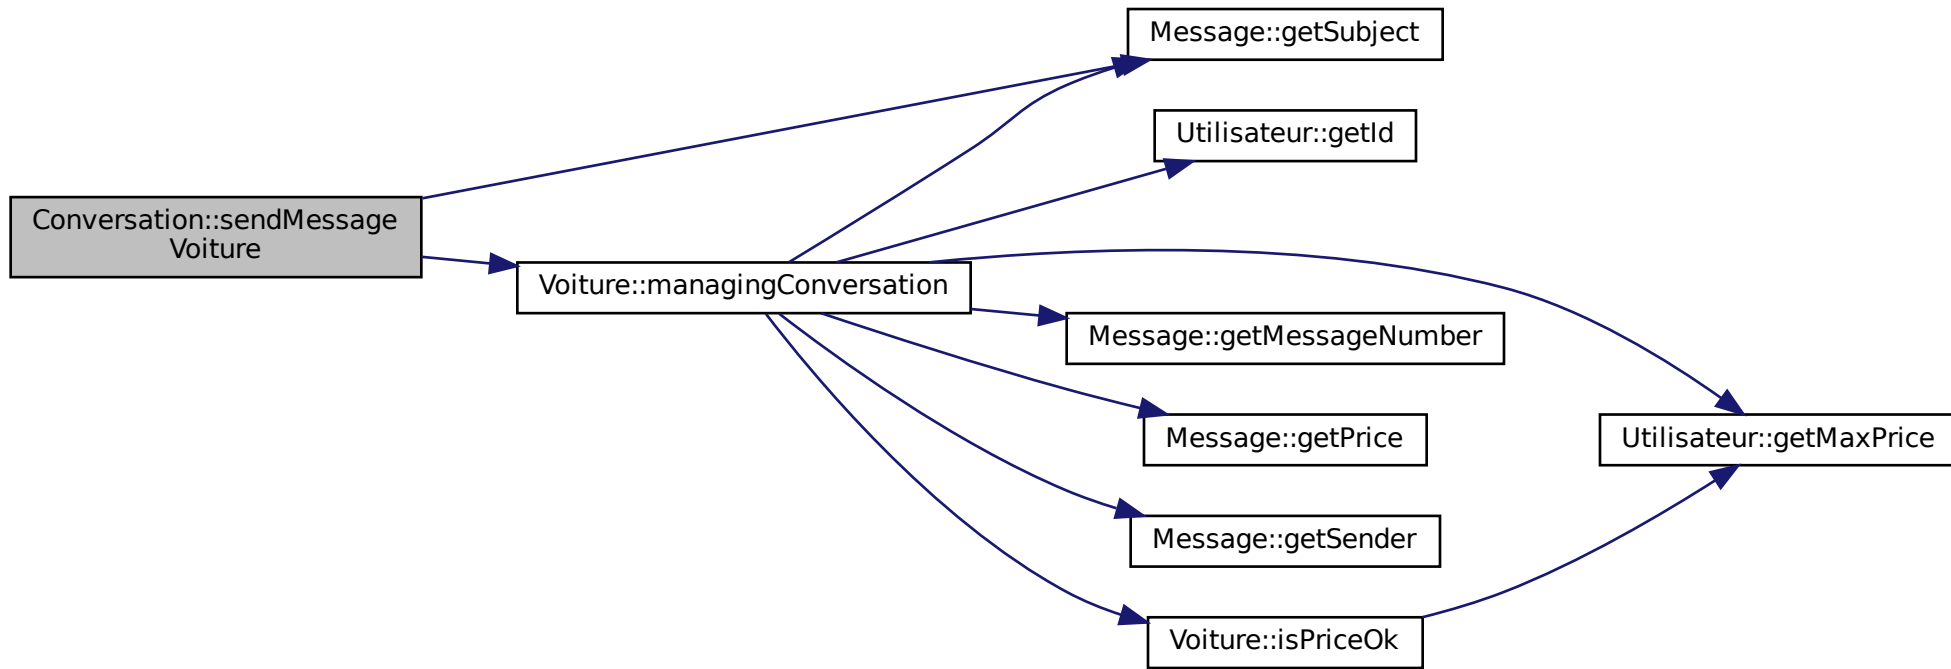 Message::getSubject
Utilisateur::getId
Conversation::sendMessage
Voiture
Voiture::managingConversation
Message::getMessageNumber
Message::getPrice
Utilisateur::getMaxPrice
Message::getSender
Voiture::isPriceOk